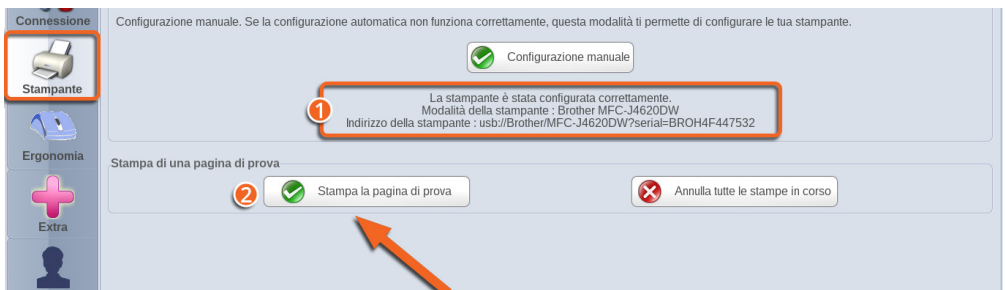 Connessione
Configurazione manuale. Se la configurazione automatica non funziona correttamente, questa modalità ti permette di configurare le tua stampante.
Configurazione manuale
Stampante
1
La stampante è stata configurata correttamente.
Modalità della stampante : Brother MFC-J4620DW
Indirizzo della stampante : usb://Brother/MFC-J4620DW?serial=BROH4F447532
Ergonomia
Stampa di una pagina di prova
2
Stampa la pagina di prova
Annulla tutte le stampe in corso
Extra